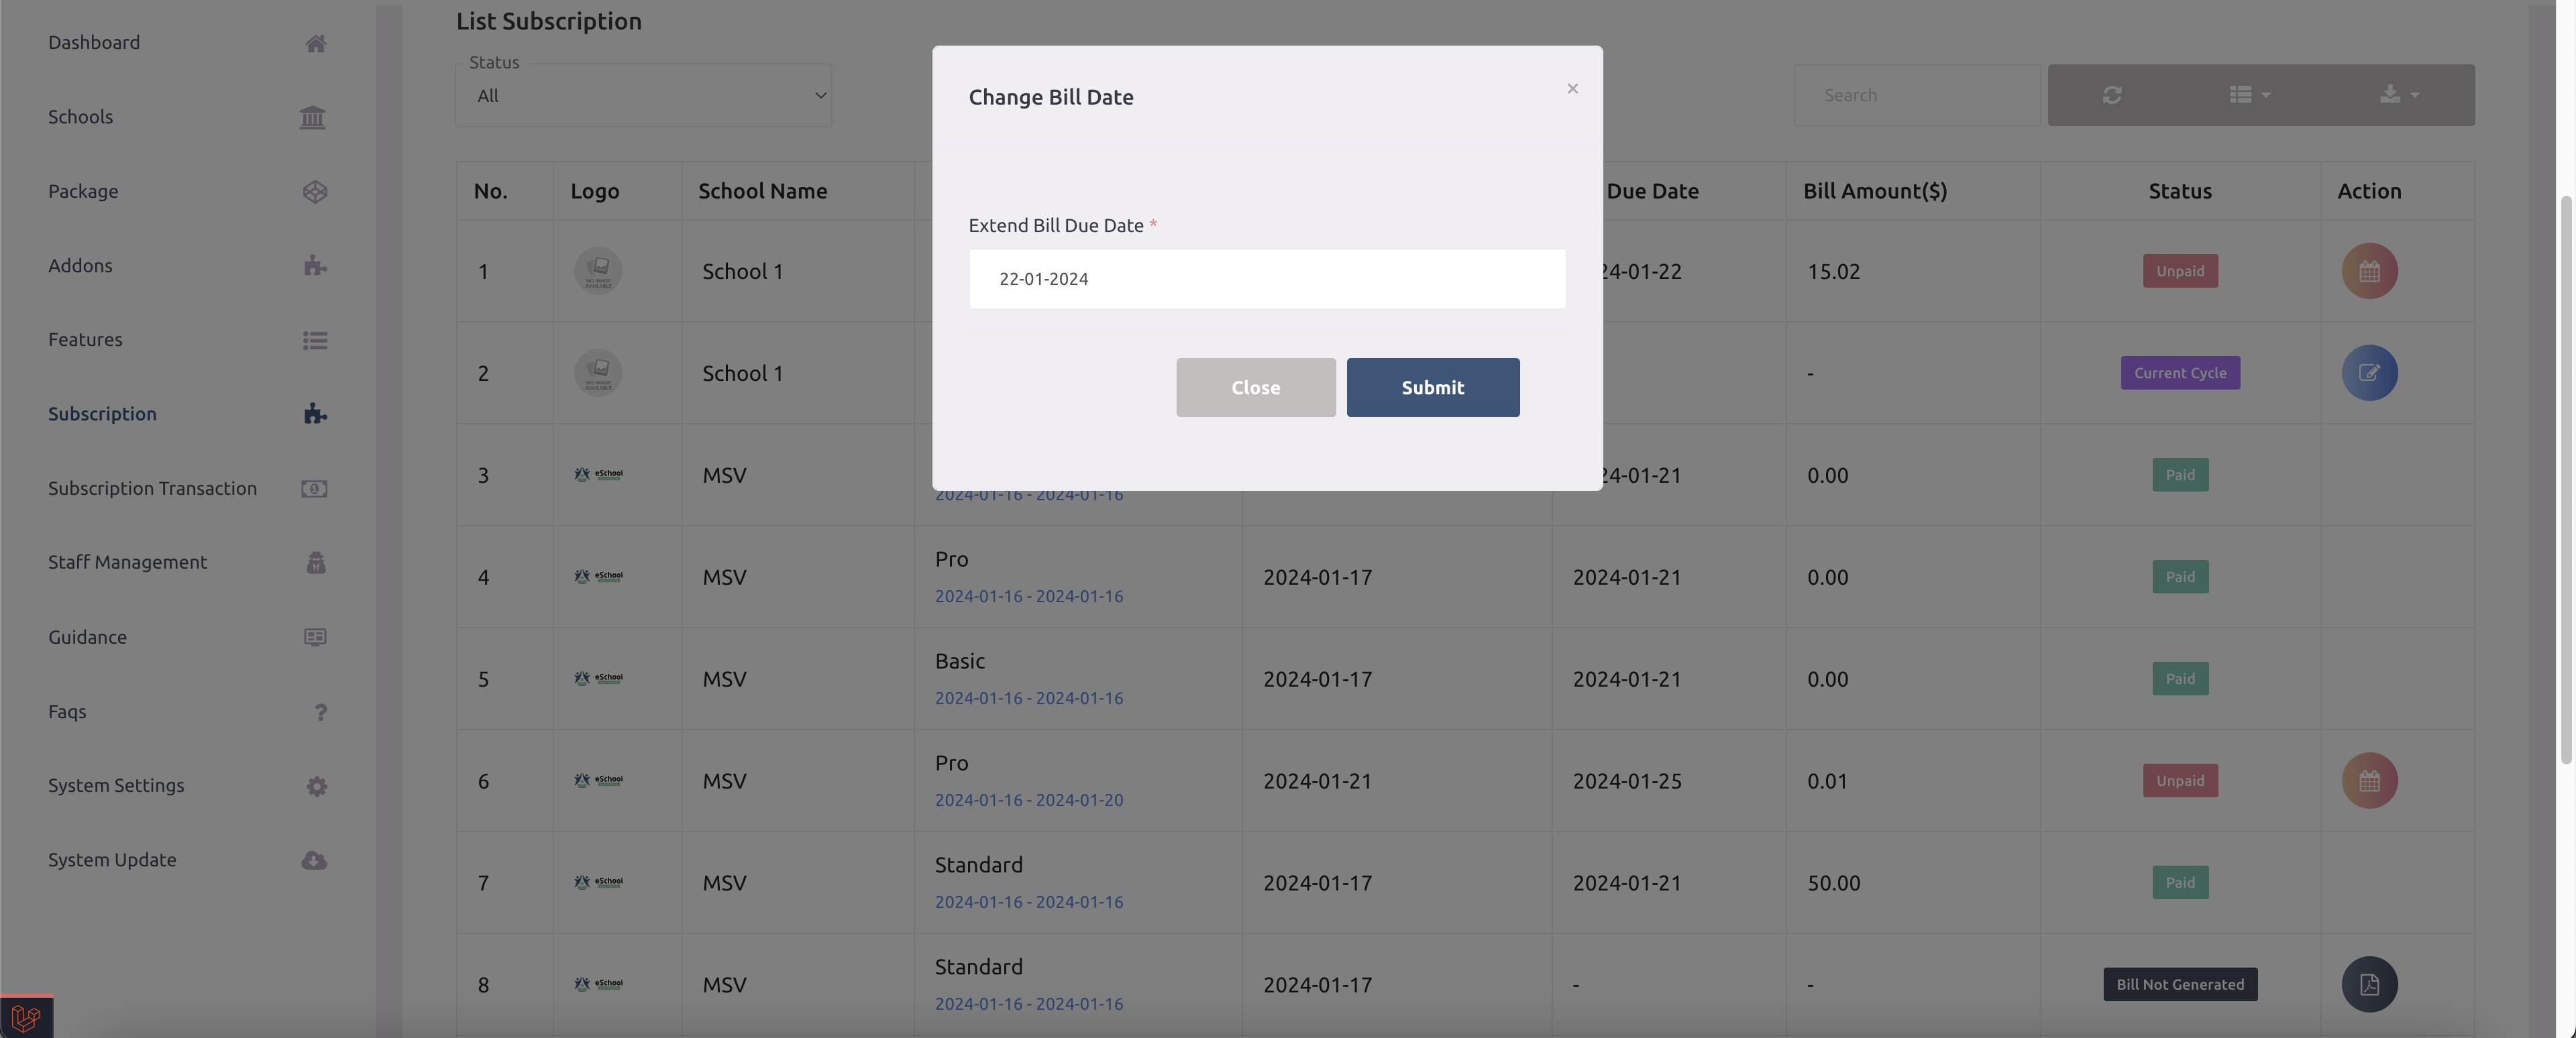 List Subscription
Dashboard
Schools
Package
Addons
Features
Subscription
Subscription Transaction
Staff Management
Guidance
Faqs
System Settings
System Update
Status
All
Search
Change Bill Date
×
Extend Bill Due Date *
22-01-2024
Close Submit
No. Logo School Name Due Date Bill Amount($) Status Action
1 NO IMAGE AVAILABLE School 1 24-01-22 15.02 Unpaid
2 NO IMAGE AVAILABLE School 1 - Current Cycle
3 eSchool MSV 24-01-21 0.00 Paid
2024-01-16 - 2024-01-16
Pro
4 eSchool MSV 2024-01-17 2024-01-21 0.00 Paid
2024-01-16 - 2024-01-16
Basic
5 eSchool MSV 2024-01-17 2024-01-21 0.00 Paid
2024-01-16 - 2024-01-16
Pro
6 eSchool MSV 2024-01-21 2024-01-25 0.01 Unpaid
2024-01-16 - 2024-01-20
Standard
7 eSchool MSV 2024-01-17 2024-01-21 50.00 Paid
2024-01-16 - 2024-01-16
Standard
8 eSchool MSV 2024-01-17 - - Bill Not Generated
2024-01-16 - 2024-01-16